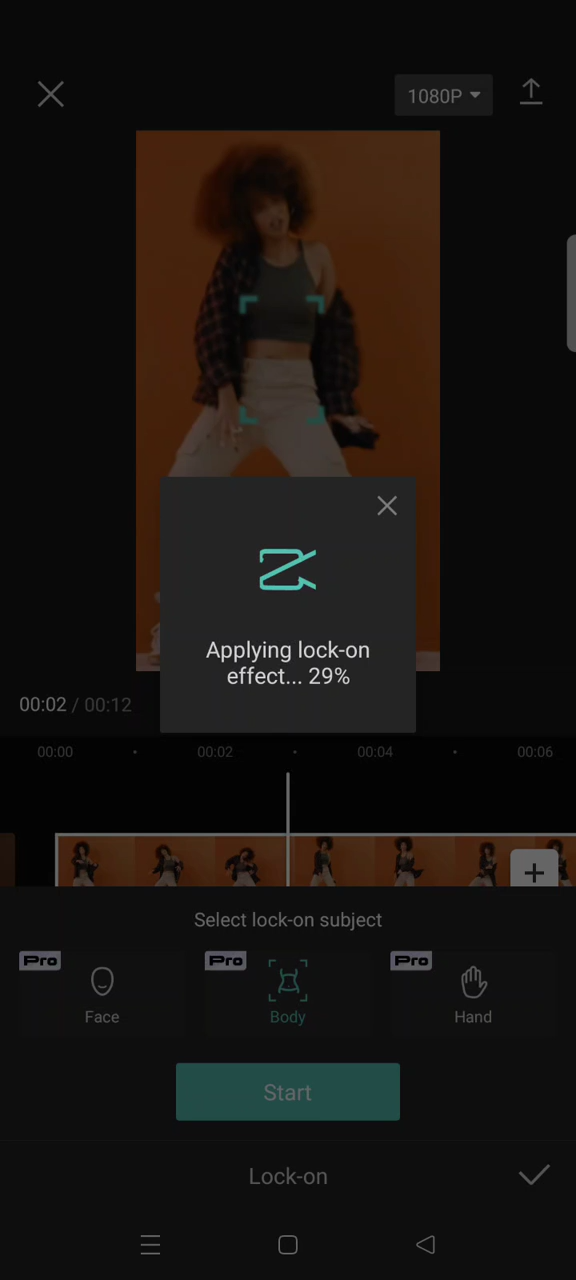 1080P
Applying lock-on
effect... 29%
00:02 / 00:12
00:00 00:02 00:04 00:06
Select lock-on subject
Pro Pro Pro
Face Body Hand
Start
Lock-on